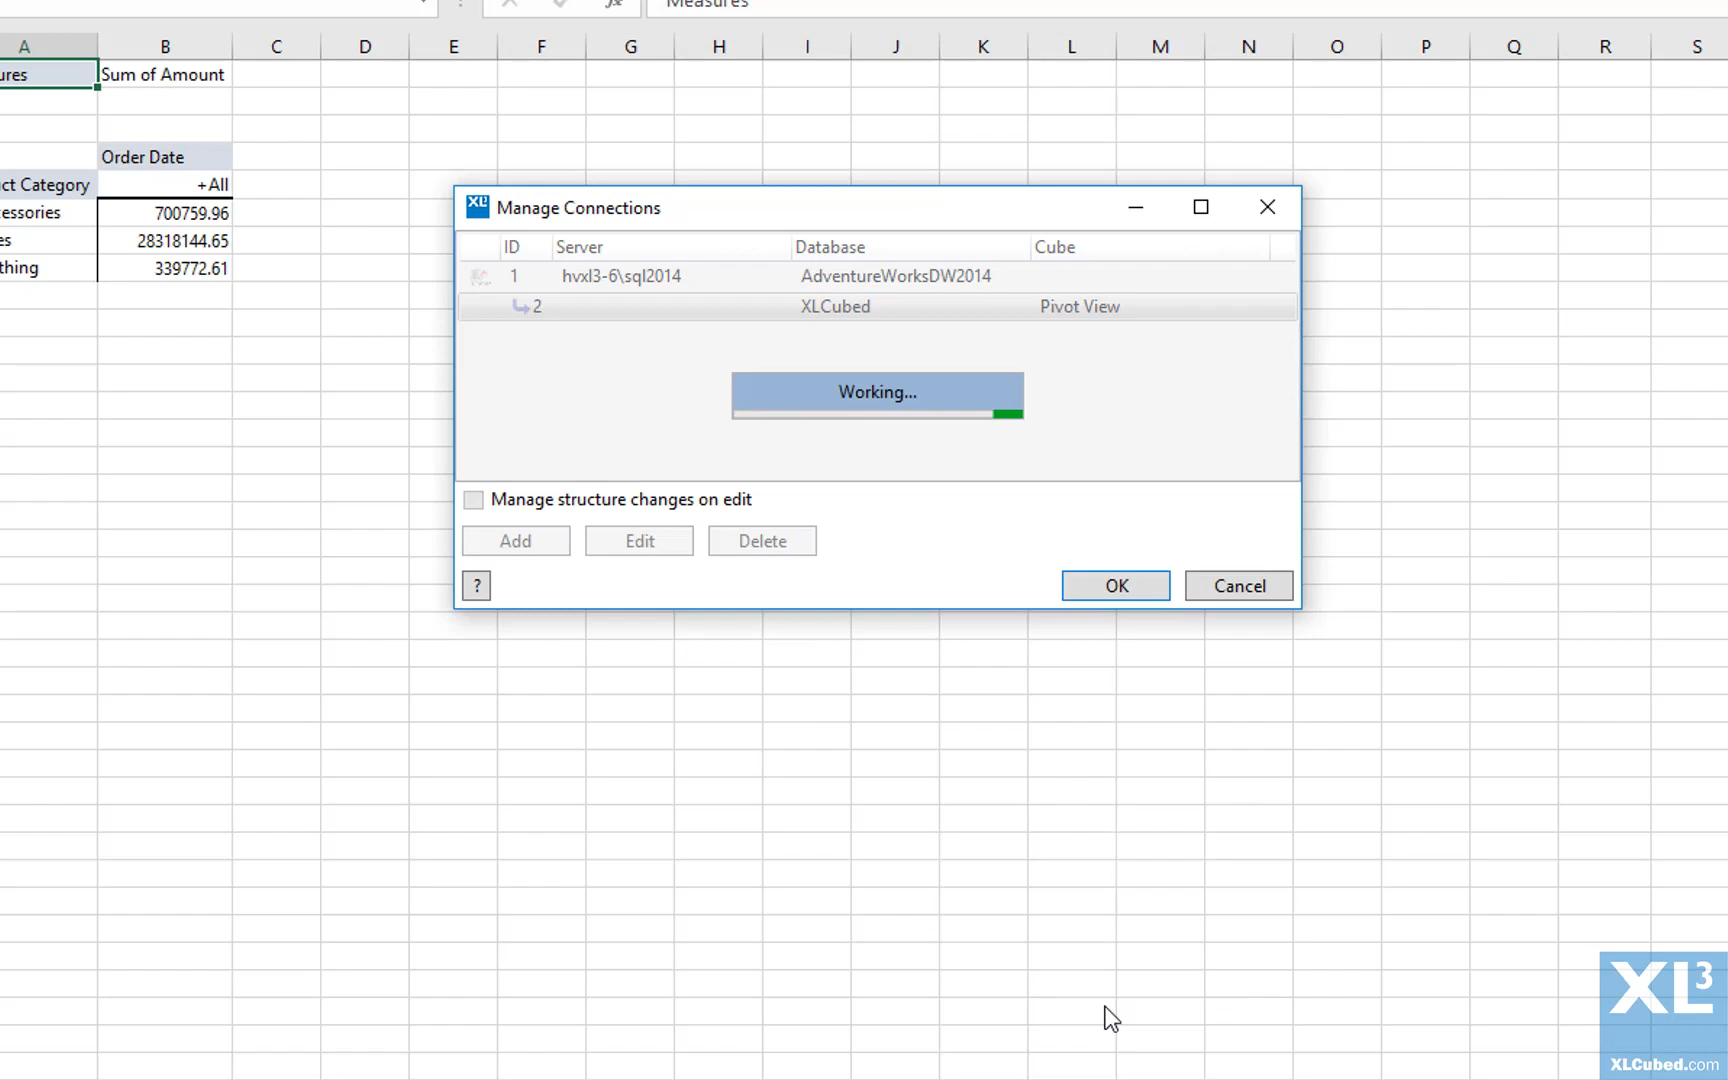 fx Measures
A B C D E F G H I J K L M N O P Q R S
ures Sum of Amount
Order Date
ct Category +All
essories 700759.96
es 28318144.65
thing 339772.61
XL Manage Connections
ID Server Database Cube
1 hvxl3-6\sql2014 AdventureWorksDW2014
2 XLCubed Pivot View
Working...
Manage structure changes on edit
Add Edit Delete
? OK Cancel
XL3
XLCubed.com